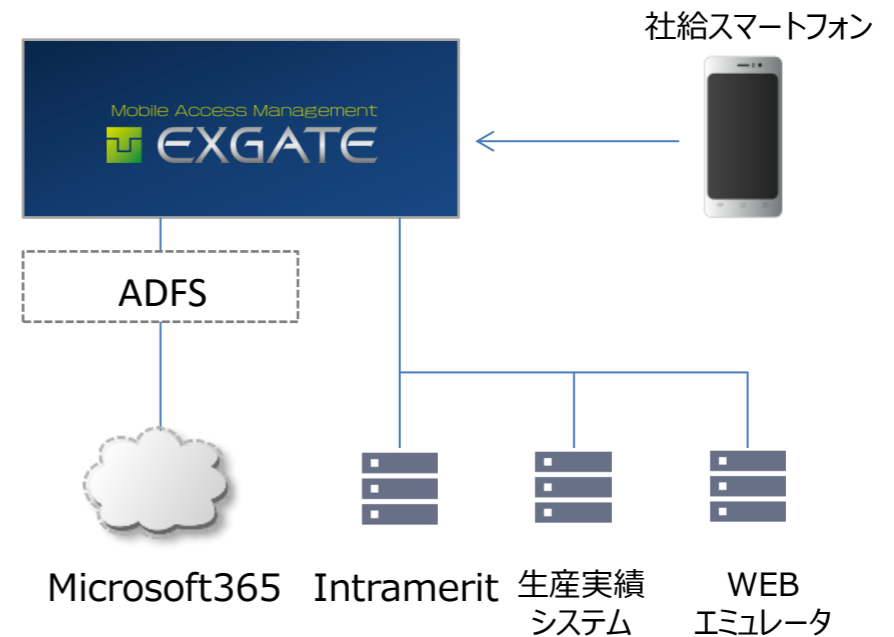 社給スマートフォン
Mobile Access Management
EXGATE
ADFS
Microsoft365
Intramerit
生産実績
システム
WEB
エミュレータ